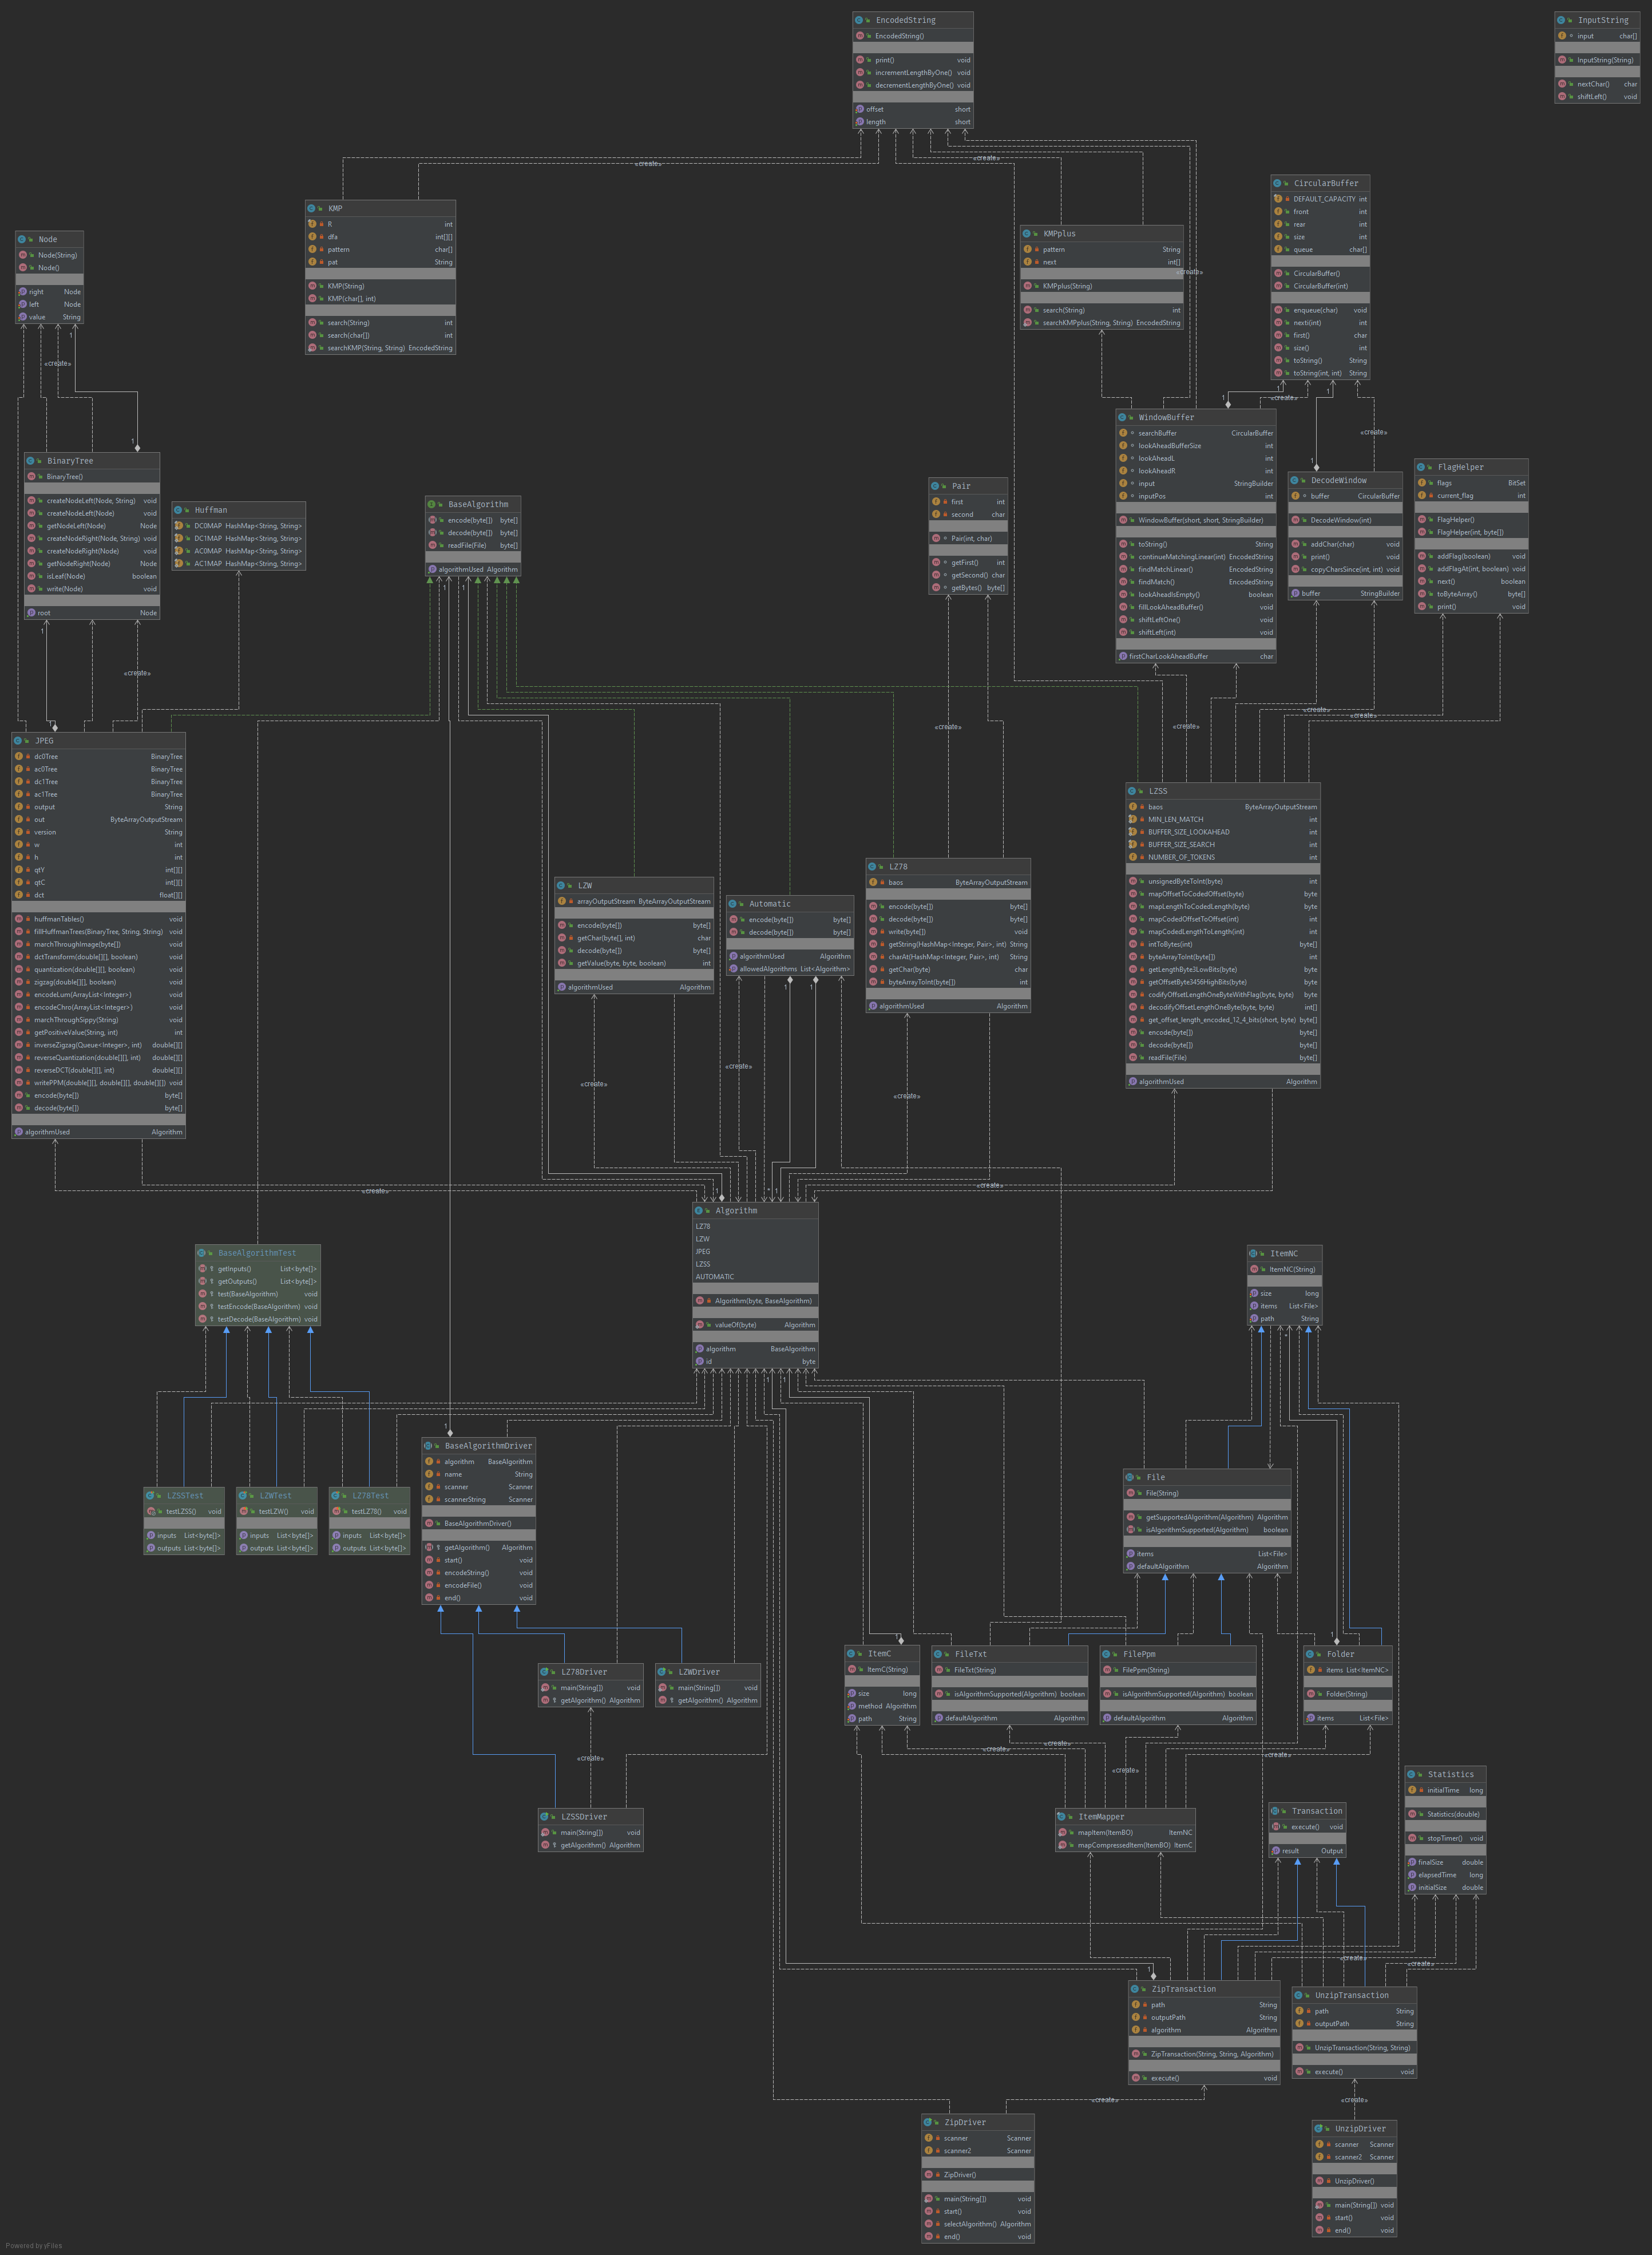 EncodedString
EncodedString()
print() void
incrementLengthByOne() void
decrementLengthByOne() void
offset short
length short
InputString
input char[]
InputString(String)
nextChar() char
shiftLeft() void
«create»
«create»
«create»
KMP
R int
dfa int[][]
pattern char[]
pat String
KMP(String)
KMP(char[], int)
search(String) int
search(char[]) int
searchKMP(String, String) EncodedString
KMPplus
pattern String
next int[]
KMPplus(String)
search(String) int
searchKMPplus(String, String) EncodedString
CircularBuffer
DEFAULT_CAPACITY int
front int
rear int
size int
queue char[]
CircularBuffer()
CircularBuffer(int)
enqueue(char) void
nexti(int) int
first() char
size() int
toString() String
toString(int, int) String
Node
Node(String)
Node()
right Node
left Node
value String
1
«create»
1
BinaryTree
BinaryTree()
createNodeLeft(Node, String) void
createNodeLeft(Node) void
getNodeLeft(Node) Node
createNodeRight(Node, String) void
createNodeRight(Node) void
getNodeRight(Node) Node
isLeaf(Node) boolean
write(Node) void
root Node
1
«create»
1
Huffman
DC0MAP HashMap<String, String>
DC1MAP HashMap<String, String>
AC0MAP HashMap<String, String>
AC1MAP HashMap<String, String>
BaseAlgorithm
encode(byte[]) byte[]
decode(byte[]) byte[]
readFile(File) byte[]
algorithmUsed Algorithm
1
1
Pair
first int
second char
Pair(int, char)
getFirst() int
getSecond() char
getBytes() byte[]
1
1
«create»
1
1
«create»
WindowBuffer
searchBuffer CircularBuffer
lookAheadBufferSize int
lookAheadL int
lookAheadR int
input StringBuilder
inputPos int
WindowBuffer(short, short, StringBuilder)
toString() String
continueMatchingLinear(int) EncodedString
findMatchLinear() EncodedString
findMatch() EncodedString
lookAheadIsEmpty() boolean
fillLookAheadBuffer() void
shiftLeftOne() void
shiftLeft(int) void
firstCharLookAheadBuffer char
DecodeWindow
buffer CircularBuffer
DecodeWindow(int)
addChar(char) void
print() void
copyCharsSince(int, int) void
buffer StringBuilder
FlagHelper
flags BitSet
current_flag int
FlagHelper()
FlagHelper(int, byte[])
addFlag(boolean) void
addFlagAt(int, boolean) void
next() boolean
toByteArray() byte[]
print() void
«create»
«create»
«create»
«create»
JPEG
dc0Tree BinaryTree
ac0Tree BinaryTree
dc1Tree BinaryTree
ac1Tree BinaryTree
output String
out ByteArrayOutputStream
version String
w int
h int
qtY int[][]
qtC int[][]
dct float[][]
huffmanTables() void
fillHuffmanTrees(BinaryTree, String, String) void
marchThroughImage(byte[]) void
dctTransform(double[][], boolean) void
quantization(double[][], boolean) void
zigzag(double[][], boolean) void
encodeLum(ArrayList<Integer>) void
encodeChro(ArrayList<Integer>) void
marchThroughSippy(String) void
getPositiveValue(String, int) int
inverseZigzag(Queue<Integer>, int) double[][]
reverseQuantization(double[][], int) double[][]
reverseDCT(double[][], int) double[][]
writePPM(double[][], double[][], double[][]) void
encode(byte[]) byte[]
decode(byte[]) byte[]
algorithmUsed Algorithm
LZW
arrayOutputStream ByteArrayOutputStream
encode(byte[]) byte[]
getChar(byte[], int) char
decode(byte[]) byte[]
getValue(byte, byte, boolean) int
algorithmUsed Algorithm
Automatic
encode(byte[]) byte[]
decode(byte[]) byte[]
algorithmUsed Algorithm
allowedAlgorithms List<Algorithm>
1
1
LZ78
baos ByteArrayOutputStream
encode(byte[]) byte[]
decode(byte[]) byte[]
write(byte[]) void
getString(HashMap<Integer, Pair>, int) String
charAt(HashMap<Integer, Pair>, int) String
getChar(byte) char
byteArrayToInt(byte[]) int
algorithmUsed Algorithm
LZSS
baos ByteArrayOutputStream
MIN_LEN_MATCH int
BUFFER_SIZE_LOOKAHEAD int
BUFFER_SIZE_SEARCH int
NUMBER_OF_TOKENS int
unsignedByteToInt(byte) int
mapOffsetToCodedOffset(byte) byte
mapLengthToCodedLength(byte) byte
mapCodedOffsetToOffset(int) int
mapCodedLengthToLength(int) int
intToBytes(int) byte[]
byteArrayToInt(byte[]) int
getLengthByte3LowBits(byte) byte
getOffsetByte3456HighBits(byte) byte
codifyOffsetLengthOneByteWithFlag(byte, byte) byte
decodifyOffsetLengthOneByte(byte, byte) int[]
get_offset_length_encoded_12_4_bits(short, byte) byte[]
encode(byte[]) byte[]
decode(byte[]) byte[]
readFile(File) byte[]
algorithmUsed Algorithm
«create»
«create»
«create»
«create»
«create»
1
*
1
Algorithm
LZ78
LZW
JPEG
LZSS
AUTOMATIC
Algorithm(byte, BaseAlgorithm)
valueOf(byte) Algorithm
algorithm BaseAlgorithm
id byte
1
1
BaseAlgorithmTest
getInputs() List<byte[]>
getOutputs() List<byte[]>
test(BaseAlgorithm) void
testEncode(BaseAlgorithm) void
testDecode(BaseAlgorithm) void
ItemNC
ItemNC(String)
size long
items List<File>
path String
*
1
BaseAlgorithmDriver
algorithm BaseAlgorithm
name String
scanner Scanner
scannerString Scanner
BaseAlgorithmDriver()
getAlgorithm() Algorithm
start() void
encodeString() void
encodeFile() void
end() void
LZSSTest
testLZSS() void
inputs List<byte[]>
outputs List<byte[]>
LZWTest
testLZW() void
inputs List<byte[]>
outputs List<byte[]>
LZ78Test
testLZ78() void
inputs List<byte[]>
outputs List<byte[]>
File
File(String)
getSupportedAlgorithm(Algorithm) Algorithm
isAlgorithmSupported(Algorithm) boolean
items List<File>
defaultAlgorithm Algorithm
1
1
ItemC
ItemC(String)
size long
method Algorithm
path String
FileTxt
FileTxt(String)
isAlgorithmSupported(Algorithm) boolean
defaultAlgorithm Algorithm
FilePpm
FilePpm(String)
isAlgorithmSupported(Algorithm) boolean
defaultAlgorithm Algorithm
Folder
items List<ItemNC>
Folder(String)
items List<File>
LZ78Driver
main(String[]) void
getAlgorithm() Algorithm
LZWDriver
main(String[]) void
getAlgorithm() Algorithm
«create»
«create»
«create»
«create»
«create»
LZSSDriver
main(String[]) void
getAlgorithm() Algorithm
ItemMapper
mapItem(ItemBO) ItemNC
mapCompressedItem(ItemBO) ItemC
Transaction
execute() void
result Output
Statistics
initialTime long
Statistics(double)
stopTimer() void
finalSize double
elapsedTime long
initialSize double
«create»
«create»
«create»
1
ZipTransaction
path String
outputPath String
algorithm Algorithm
ZipTransaction(String, String, Algorithm)
execute() void
UnzipTransaction
path String
outputPath String
UnzipTransaction(String, String)
execute() void
«create»
«create»
ZipDriver
scanner Scanner
scanner2 Scanner
ZipDriver()
main(String[]) void
start() void
selectAlgorithm() Algorithm
end() void
UnzipDriver
scanner Scanner
scanner2 Scanner
UnzipDriver()
main(String[]) void
start() void
end() void
Powered by yFiles